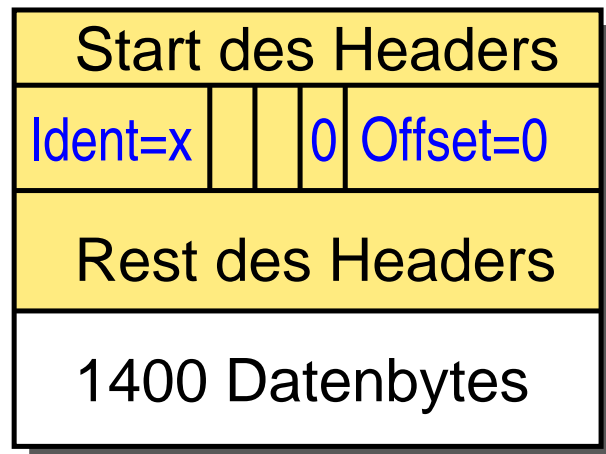 Start des Headers
Ident=x 0 Offset=0
Rest des Headers
1400 Datenbytes